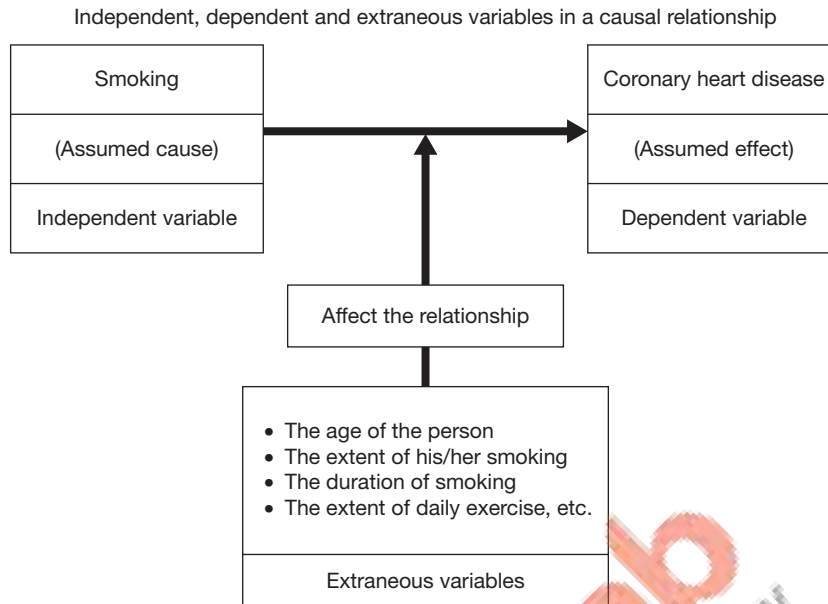 Independent, dependent and extraneous variables in a causal relationship
Smoking
(Assumed cause)
Independent variable
Coronary heart disease
(Assumed effect)
Dependent variable
Affect the relationship
• The age of the person
• The extent of his/her smoking
• The duration of smoking
• The extent of daily exercise, etc.
Extraneous variables